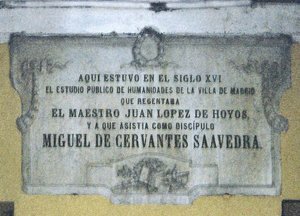 AQUI ESTUVO EN EL SIGLO XVI
EL ESTUDIO PUBLICO DE HUMANIDADES DE LA VILLA DE MADRID
QUE REGENTABA
EL MAESTRO JUAN LOPEZ DE HOYOS,
Y A QUE ASISTIA COMO DISCÍPULO
MIGUEL DE CERVANTES SAAVEDRA.